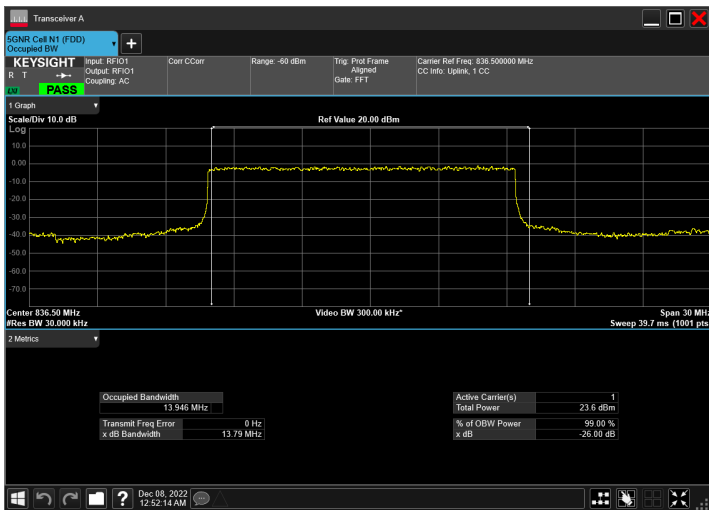 Transceiver A
5GNR Cell N1 (FDD)
Occupied BW
KEYSIGHT
Input: RFIO1
Corr CCorr
Range: -60 dBm
Trig: Prot Frame
Carrier Ref Freq: 836.500000 MHz
R T
Output: RFIO1
Aligned
CC Info: Uplink, 1 CC
Coupling: AC
Gate: FFT
LXI
PASS
1 Graph
Scale/Div 10.0 dB
Ref Value 20.00 dBm
Log
10.0
0.00
-10.0
-20.0
-30.0
-40.0
-50.0
-60.0
-70.0
Center 836.50 MHz
Video BW 300.00 kHz*
Span 30 MHz
#Res BW 30.000 kHz
Sweep 39.7 ms (1001 pts
2 Metrics
Occupied Bandwidth
13.946 MHz
Active Carrier(s) 1
Total Power 23.6 dBm
Transmit Freq Error 0 Hz
x dB Bandwidth 13.79 MHz
% of OBW Power 99.00 %
x dB -26.00 dB
Dec 08, 2022
12:52:14 AM